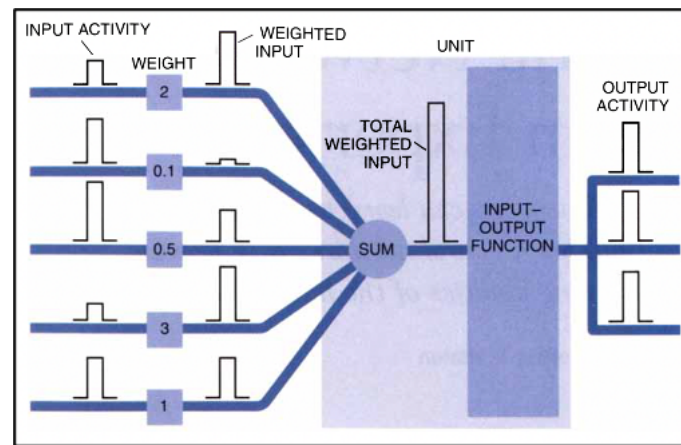 INPUT ACTIVITY
WEIGHTED
INPUT
WEIGHT
UNIT
OUTPUT
ACTIVITY
2
TOTAL
WEIGHTED
INPUT
0.1
INPUT–
OUTPUT
FUNCTION
0.5
SUM
3
1